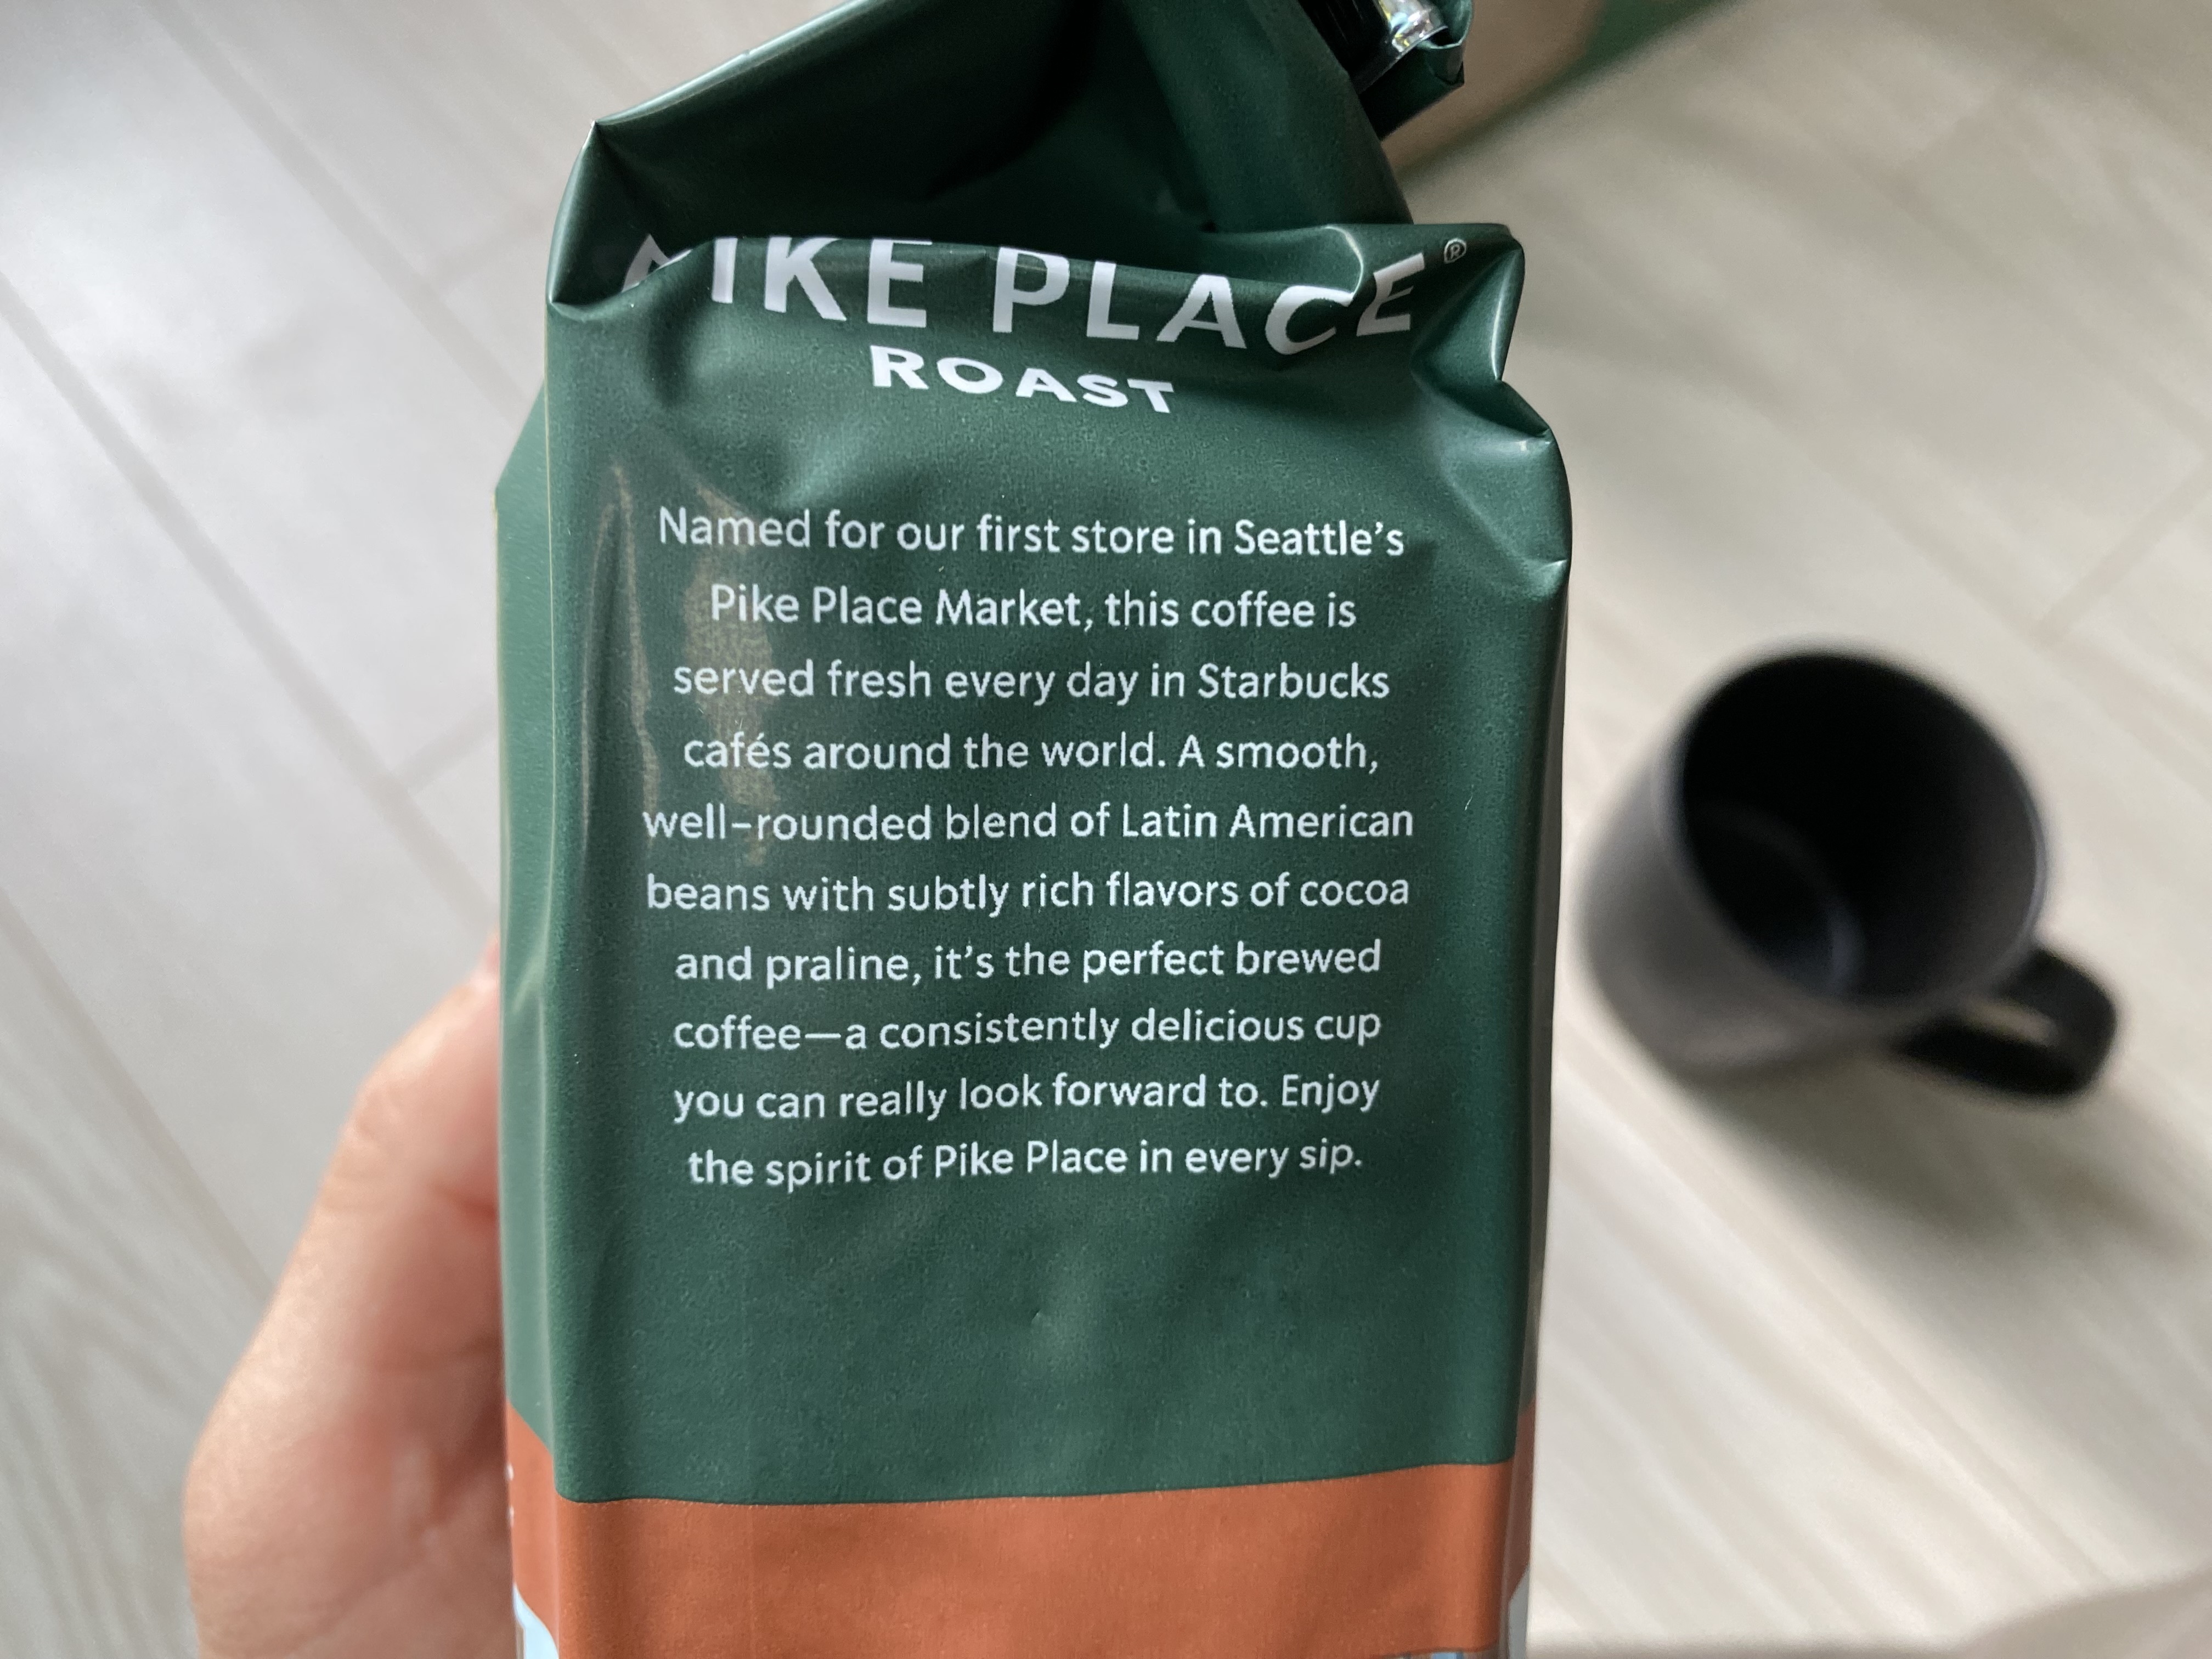 PIKE PLACE®
ROAST
Named for our first store in Seattle’s
Pike Place Market, this coffee is
served fresh every day in Starbucks
cafés around the world. A smooth,
well–rounded blend of Latin American
beans with subtly rich flavors of cocoa
and praline, it’s the perfect brewed
coffee—a consistently delicious cup
you can really look forward to. Enjoy
the spirit of Pike Place in every sip.